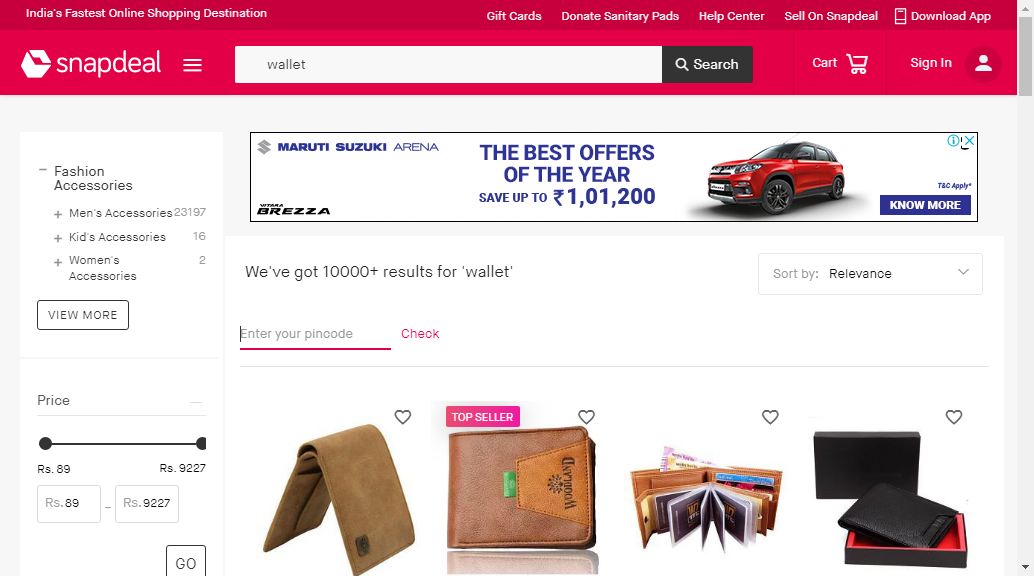 India's Fastest Online Shopping Destination
Gift Cards
Donate Sanitary Pads
Help Center
Sell On Snapdeal
Download App
snapdeal
wallet
Search
Cart
Sign In
Fashion
Accessories
Men's Accessories 23197
Kid's Accessories 16
Women's 2
Accessories
VIEW MORE
Price
Rs. 89
Rs. 9227
Rs. 89 – Rs. 9227
GO
MARUTI SUZUKI ARENA
VITARA
BREZZA
THE BEST OFFERS
OF THE YEAR
SAVE UP TO ₹1,01,200
T&C Apply*
KNOW MORE
We've got 10000+ results for 'wallet'
Sort by: Relevance
Enter your pincode
Check
TOP SELLER
WOODLAND